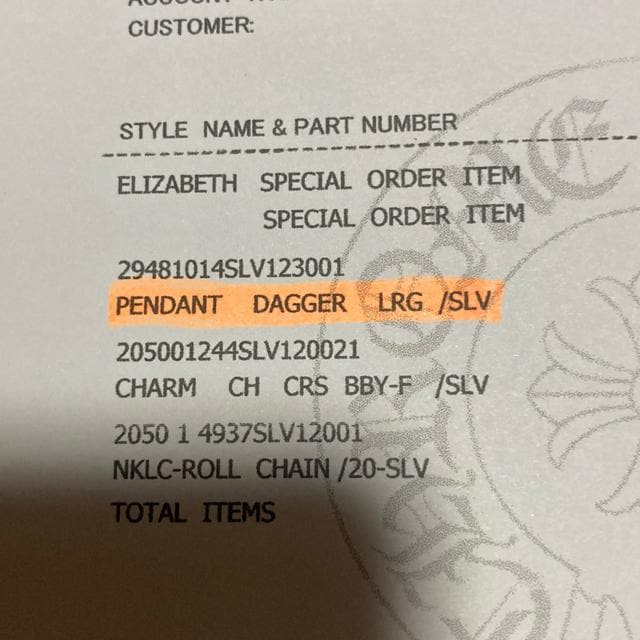 CUSTOMER:
STYLE NAME & PART NUMBER
ELIZABETH SPECIAL ORDER ITEM
SPECIAL ORDER ITEM
29481014SLV123001
PENDANT DAGGER LRG /SLV
205001244SLV120021
CHARM CH CRS BBY-F /SLV
2050 1 4937SLV12001
NKLC-ROLL CHAIN /20-SLV
TOTAL ITEMS